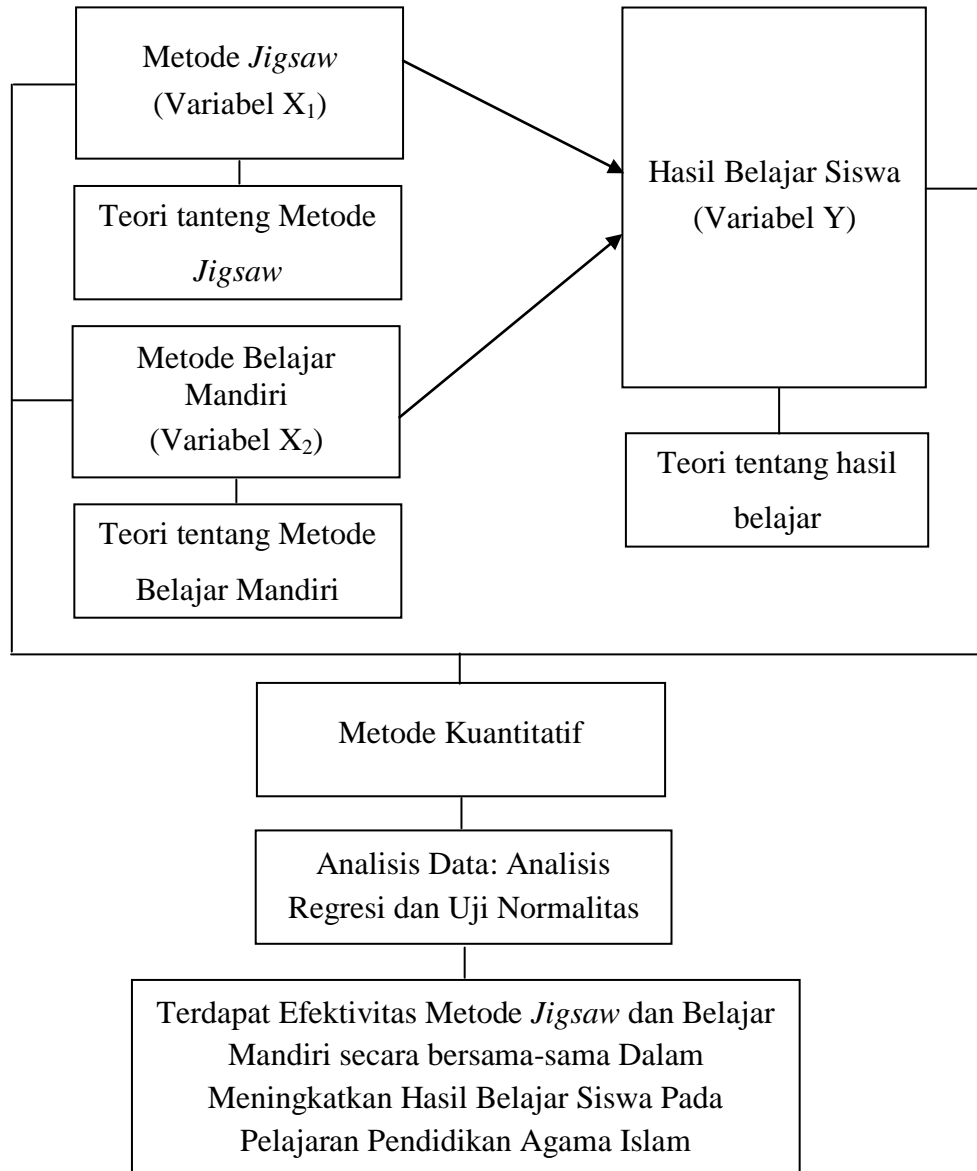 Metode Jigsaw
(Variabel X₁)
Teori tanteng Metode
Jigsaw
Metode Belajar
Mandiri
(Variabel X₂)
Teori tentang Metode
Belajar Mandiri
Hasil Belajar Siswa
(Variabel Y)
Teori tentang hasil
belajar
Metode Kuantitatif
Analisis Data: Analisis
Regresi dan Uji Normalitas
Terdapat Efektivitas Metode Jigsaw dan Belajar
Mandiri secara bersama-sama Dalam
Meningkatkan Hasil Belajar Siswa Pada
Pelajaran Pendidikan Agama Islam